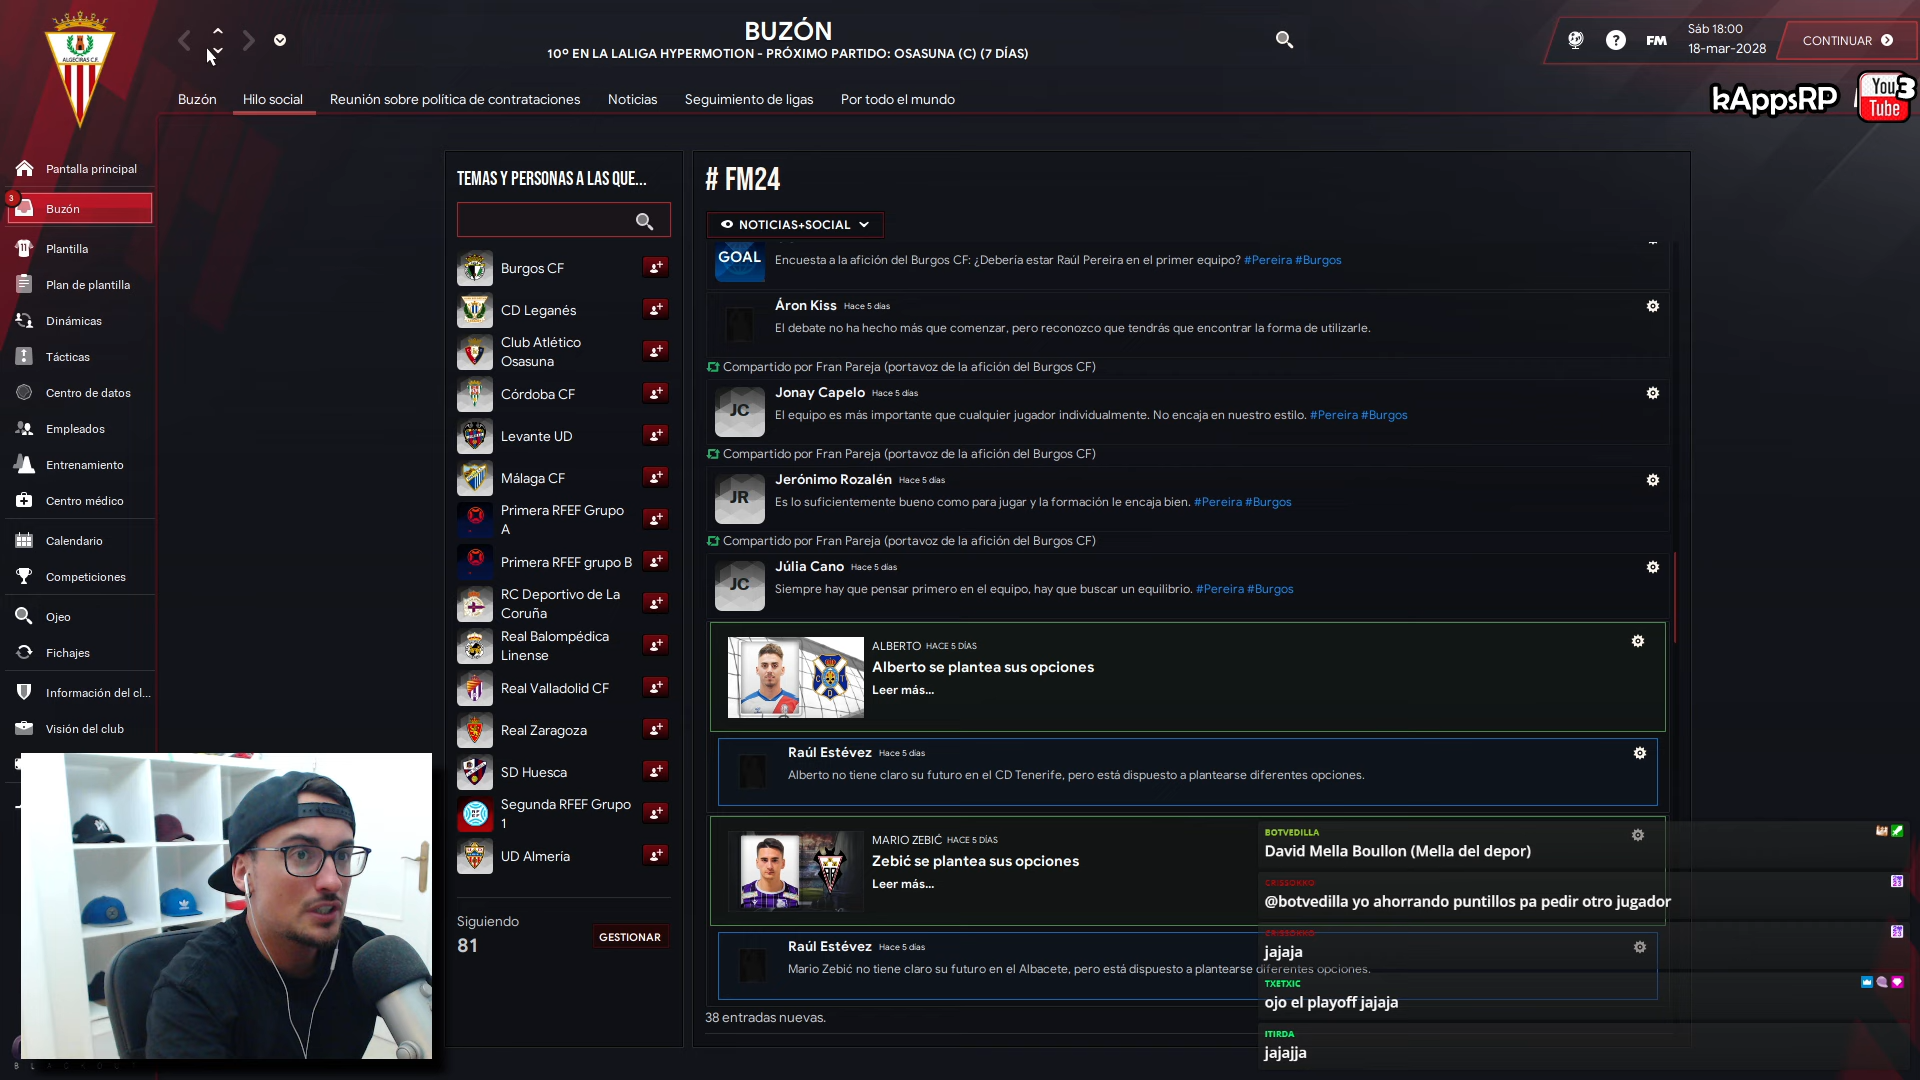 ALGECIRAS C.F.
BUZÓN
10º EN LA LALIGA HYPERMOTION - PRÓXIMO PARTIDO: OSASUNA (C) (7 DÍAS)
FM
Sáb 18:00
18-mar-2028
CONTINUAR
Buzón
Hilo social
Reunión sobre política de contrataciones
Noticias
Seguimiento de ligas
Por todo el mundo
kAppsRP
You
Tube
3
Pantalla principal
3
Buzón
Plantilla
Plan de plantilla
Dinámicas
Tácticas
Centro de datos
Empleados
Entrenamiento
Centro médico
Calendario
Competiciones
Ojeo
Fichajes
Información del cl...
Visión del club
TEMAS Y PERSONAS A LAS QUE...
Burgos CF
CD Leganés
Club Atlético
Osasuna
Córdoba CF
Levante UD
Málaga CF
Primera RFEF Grupo
A
Primera RFEF grupo B
RC Deportivo de La
Coruña
Real Balompédica
Linense
Real Valladolid CF
Real Zaragoza
SD Huesca
Segunda RFEF Grupo
1
UD Almería
Siguiendo
81
GESTIONAR
# FM24
NOTICIAS+SOCIAL
GOAL
Encuesta a la afición del Burgos CF: ¿Debería estar Raúl Pereira en el primer equipo? #Pereira #Burgos
Áron Kiss Hace 5 días
El debate no ha hecho más que comenzar, pero reconozco que tendrás que encontrar la forma de utilizarle.
Compartido por Fran Pareja (portavoz de la afición del Burgos CF)
JC
Jonay Capelo Hace 5 días
El equipo es más importante que cualquier jugador individualmente. No encaja en nuestro estilo. #Pereira #Burgos
Compartido por Fran Pareja (portavoz de la afición del Burgos CF)
JR
Jerónimo Rozalén Hace 5 días
Es lo suficientemente bueno como para jugar y la formación le encaja bien. #Pereira #Burgos
Compartido por Fran Pareja (portavoz de la afición del Burgos CF)
JC
Júlia Cano Hace 5 días
Siempre hay que pensar primero en el equipo, hay que buscar un equilibrio. #Pereira #Burgos
ALBERTO HACE 5 DÍAS
Alberto se plantea sus opciones
Leer más...
Raúl Estévez Hace 5 días
Alberto no tiene claro su futuro en el CD Tenerife, pero está dispuesto a plantearse diferentes opciones.
MARIO ZEBIĆ HACE 5 DÍAS
Zebić se plantea sus opciones
Leer más...
Raúl Estévez Hace 5 días
Mario Zebić no tiene claro su futuro en el Albacete, pero está dispuesto a plantearse diferentes opciones.
38 entradas nuevas.
BOTVEDILLA
David Mella Boullon (Mella del depor)
CRISSOKKO
@botvedilla yo ahorrando puntillos pa pedir otro jugador
CRISSOKKO
jajaja
TXETXIC
ojo el playoff jajaja
ITIRDA
jajajja